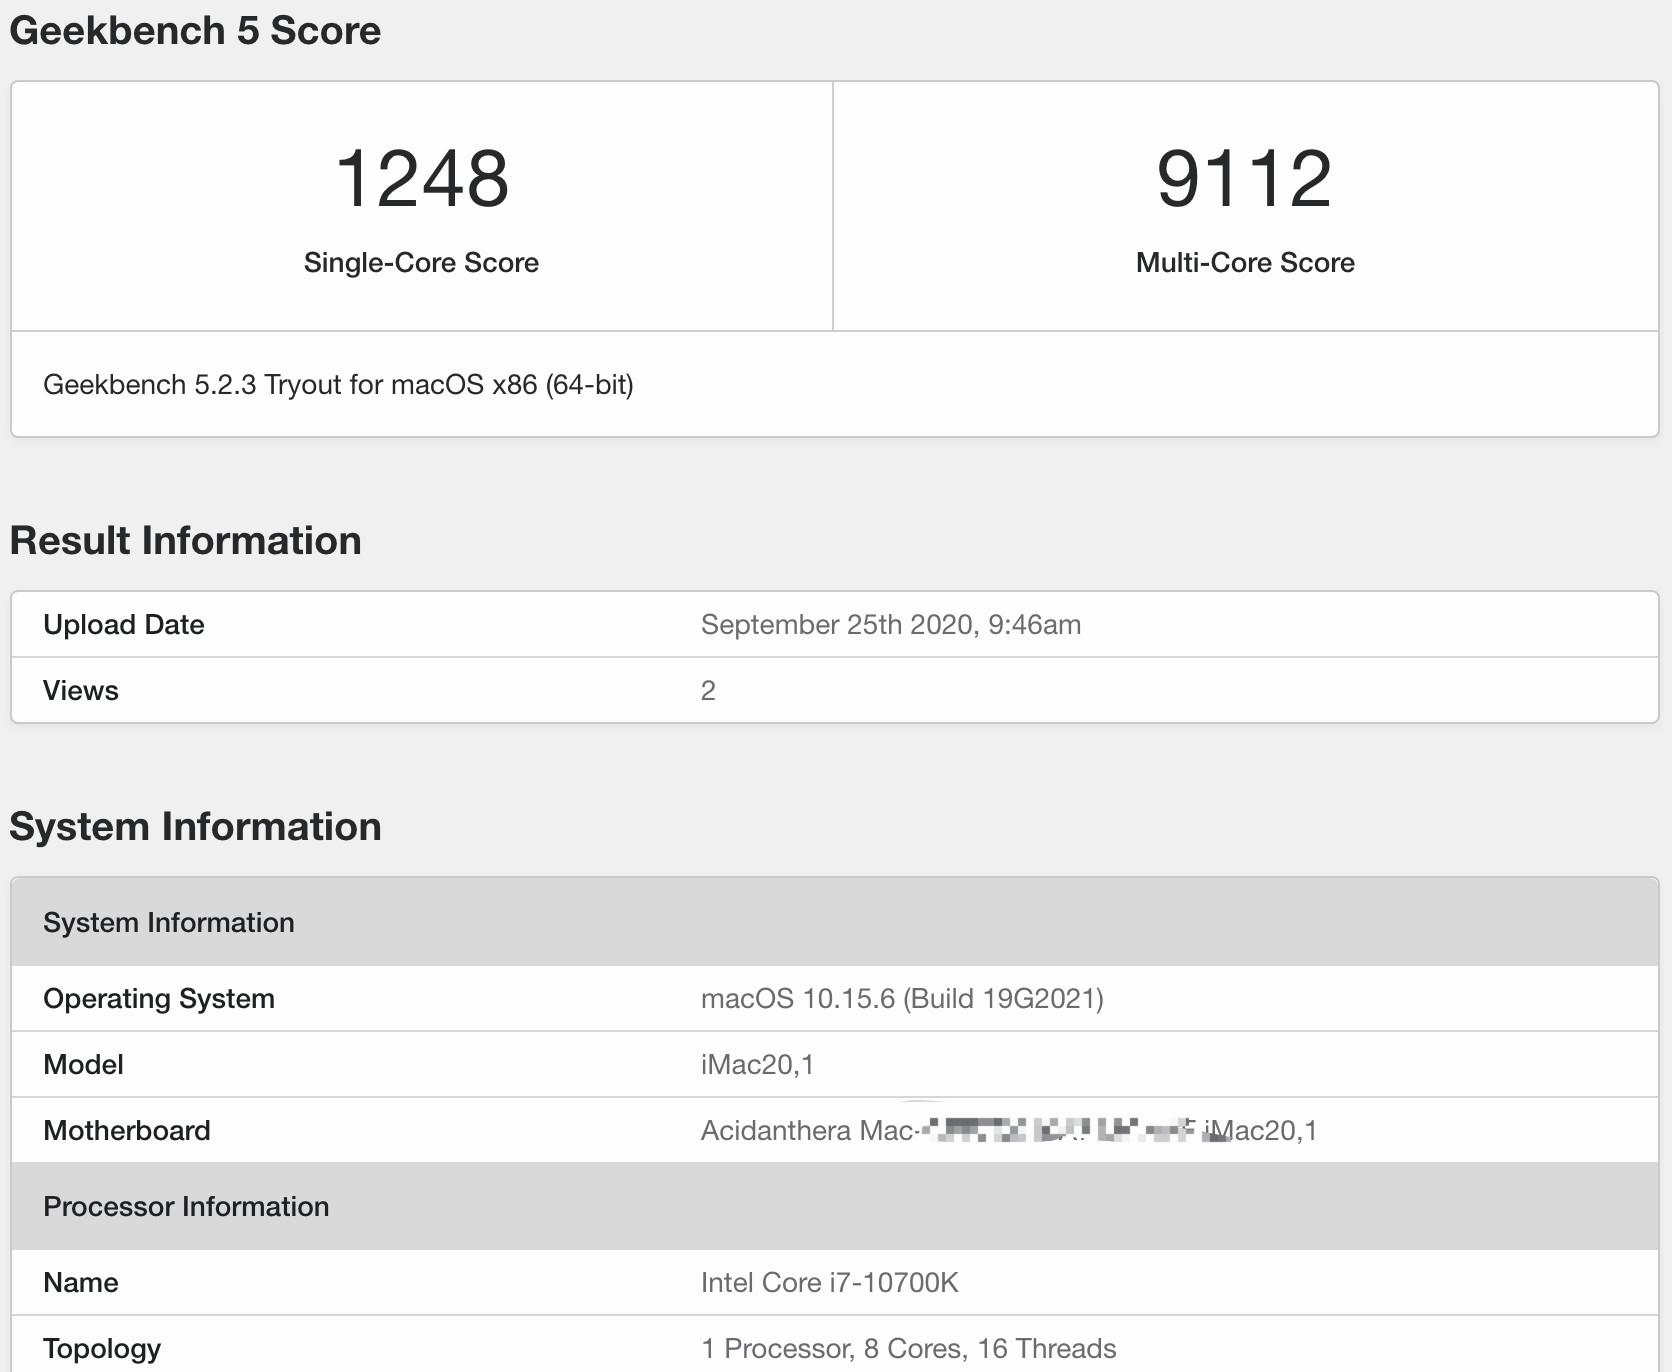 Geekbench 5 Score
1248
Single-Core Score
9112
Multi-Core Score
Geekbench 5.2.3 Tryout for macOS x86 (64-bit)
Result Information
Upload Date September 25th 2020, 9:46am
Views 2
System Information
System Information
Operating System macOS 10.15.6 (Build 19G2021)
Model iMac20,1
Motherboard Acidanthera Mac- iMac20,1
Processor Information
Name Intel Core i7-10700K
Topology 1 Processor, 8 Cores, 16 Threads